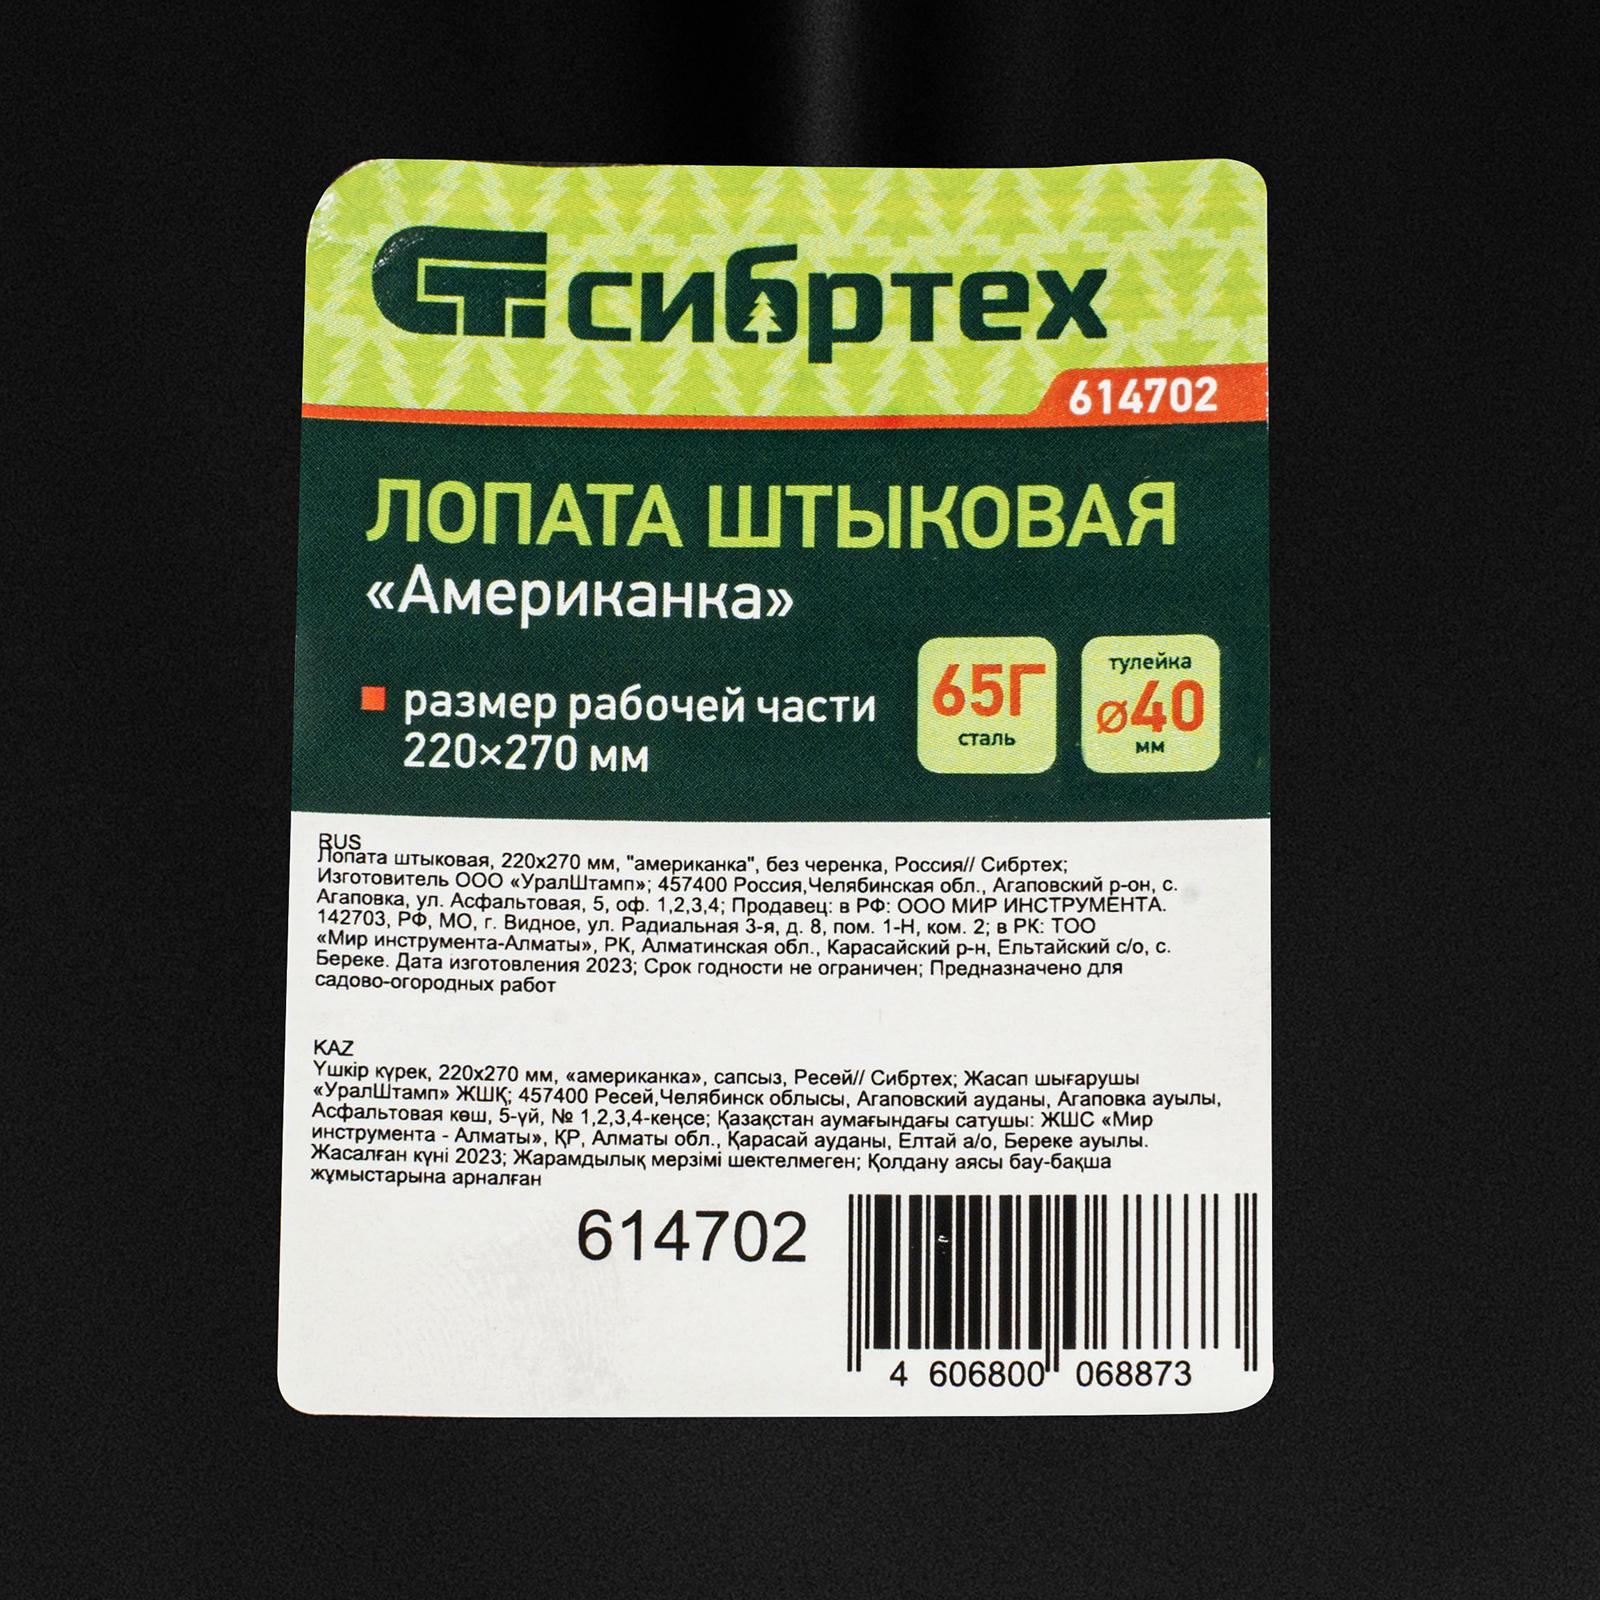 сибртех
614702
ЛОПАТА ШТЫКОВАЯ
«Американка»
размер рабочей части
220×270 мм
65Г
сталь
тулейка
⌀40
мм
RUS
Лопата штыковая, 220х270 мм, "американка", без черенка, Россия// Сибртех;
Изготовитель ООО «УралШтамп»; 457400 Россия,Челябинская обл., Агаповский р-он, с.
Агаповка, ул. Асфальтовая, 5, оф. 1,2,3,4; Продавец: в РФ: ООО МИР ИНСТРУМЕНТА.
142703, РФ, МО, г. Видное, ул. Радиальная 3-я, д. 8, пом. 1-Н, ком. 2; в РК: ТОО
«Мир инструмента-Алматы», РК, Алматинская обл., Карасайский р-н, Ельтайский с/о, с.
Береке. Дата изготовления 2023; Срок годности не ограничен; Предназначено для
садово-огородных работ
KAZ
Үшкір күрек, 220х270 мм, «американка», сапсыз, Ресей// Сибртех; Жасап шығарушы
«УралШтамп» ЖШҚ; 457400 Ресей,Челябинск облысы, Агаповский ауданы, Агаповка ауылы,
Асфальтовая көш, 5-үй, № 1,2,3,4-кеңсе; Қазақстан аумағындағы сатушы: ЖШС «Мир
инструмента - Алматы», ҚР, Алматы обл., Қарасай ауданы, Елтай а/о, Береке ауылы.
Жасалған күні 2023; Жарамдылық мерзімі шектелмеген; Қолдану аясы бау-бақша
жұмыстарына арналған
614702
4 606800 068873